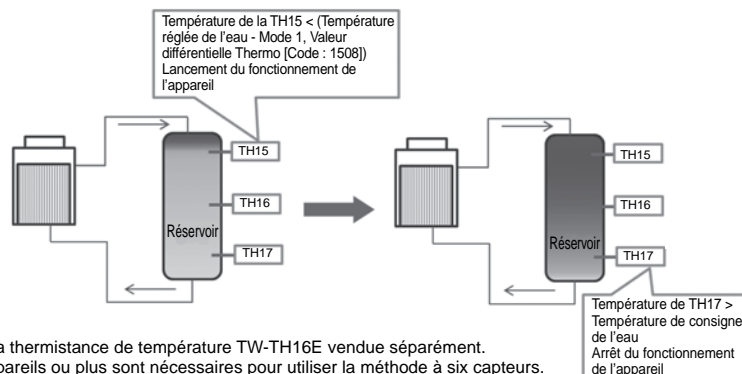 Température de la TH15 < (Température
réglée de l'eau - Mode 1, Valeur
différentielle Thermo [Code : 1508])
Lancement du fonctionnement de
l'appareil
TH15
TH16
Réservoir
TH17
TH15
TH16
Réservoir
TH17
Température de TH17 >
Température de consigne
de l'eau
Arrêt du fonctionnement
de l'appareil
a thermistance de température TW-TH16E vendue séparément.
pareils ou plus sont nécessaires pour utiliser la méthode à six capteurs.